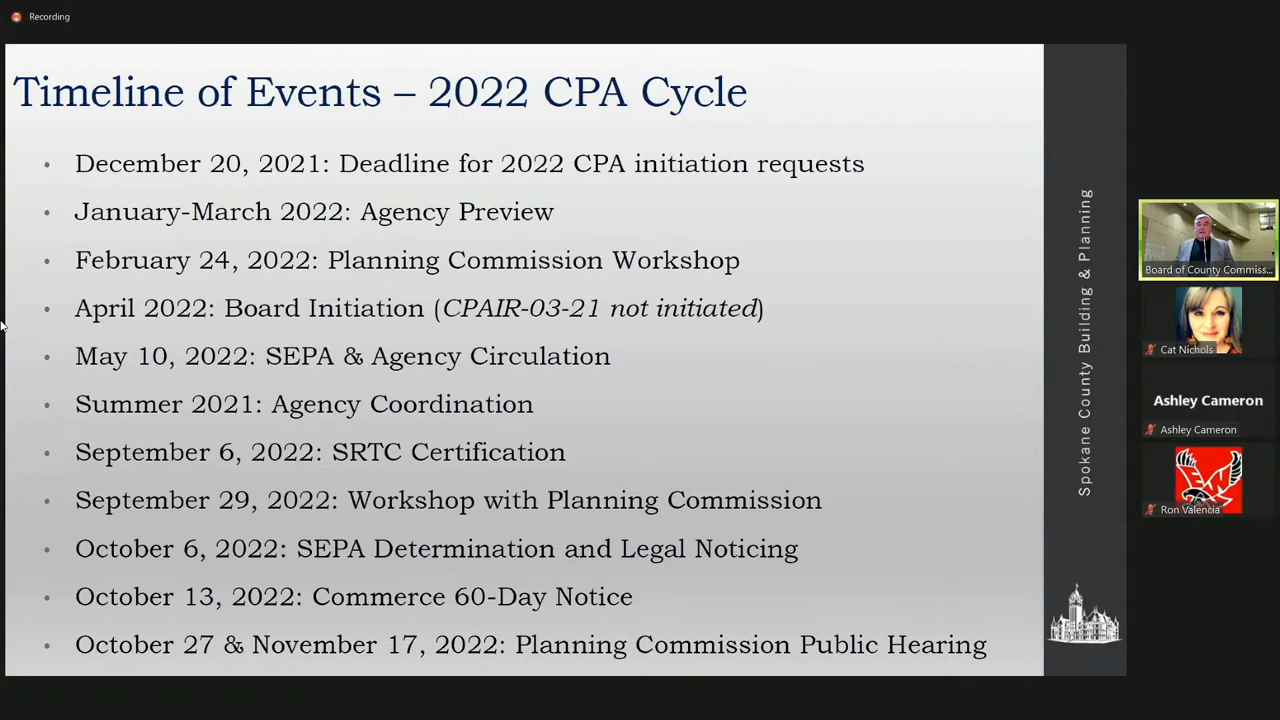 Recording
Timeline of Events – 2022 CPA Cycle
• December 20, 2021: Deadline for 2022 CPA initiation requests
• January-March 2022: Agency Preview
• February 24, 2022: Planning Commission Workshop
• April 2022: Board Initiation (CPAIR-03-21 not initiated)
• May 10, 2022: SEPA & Agency Circulation
• Summer 2021: Agency Coordination
• September 6, 2022: SRTC Certification
• September 29, 2022: Workshop with Planning Commission
• October 6, 2022: SEPA Determination and Legal Noticing
• October 13, 2022: Commerce 60-Day Notice
• October 27 & November 17, 2022: Planning Commission Public Hearing
Spokane County Building & Planning
Board of County Commiss...
Cat Nichols
Ashley Cameron
Ashley Cameron
Ron Valencia